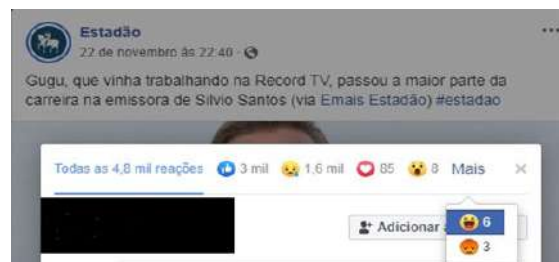 Estadão
22 de novembro às 22:40
Gugu, que vinha trabalhando na Record TV, passou a maior parte da
carreira na emissora de Silvio Santos (via Emais Estadão) #estadao
Todas as 4,8 mil reações 3 mil 1,6 mil 85 8 Mais
Adicionar
6
3